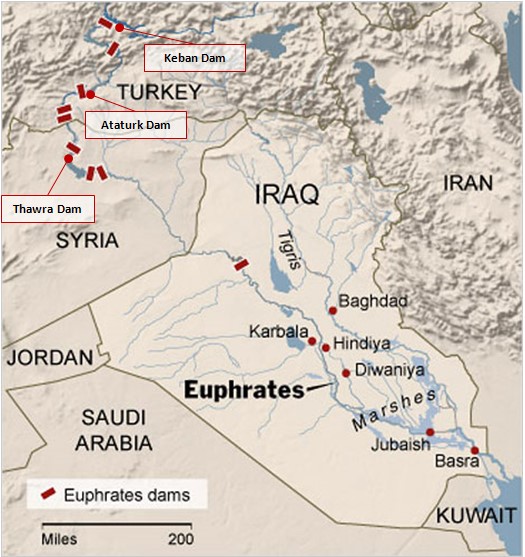 Keban Dam
TURKEY
Ataturk Dam
IRAN
IRAQ
Thawra Dam
SYRIA
Tigris
Baghdad
Karbala
Hindiya
JORDAN
Diwaniya
Euphrates
Marshes
SAUDI
ARABIA
Jubaish
Basra
Euphrates dams
KUWAIT
Miles 200